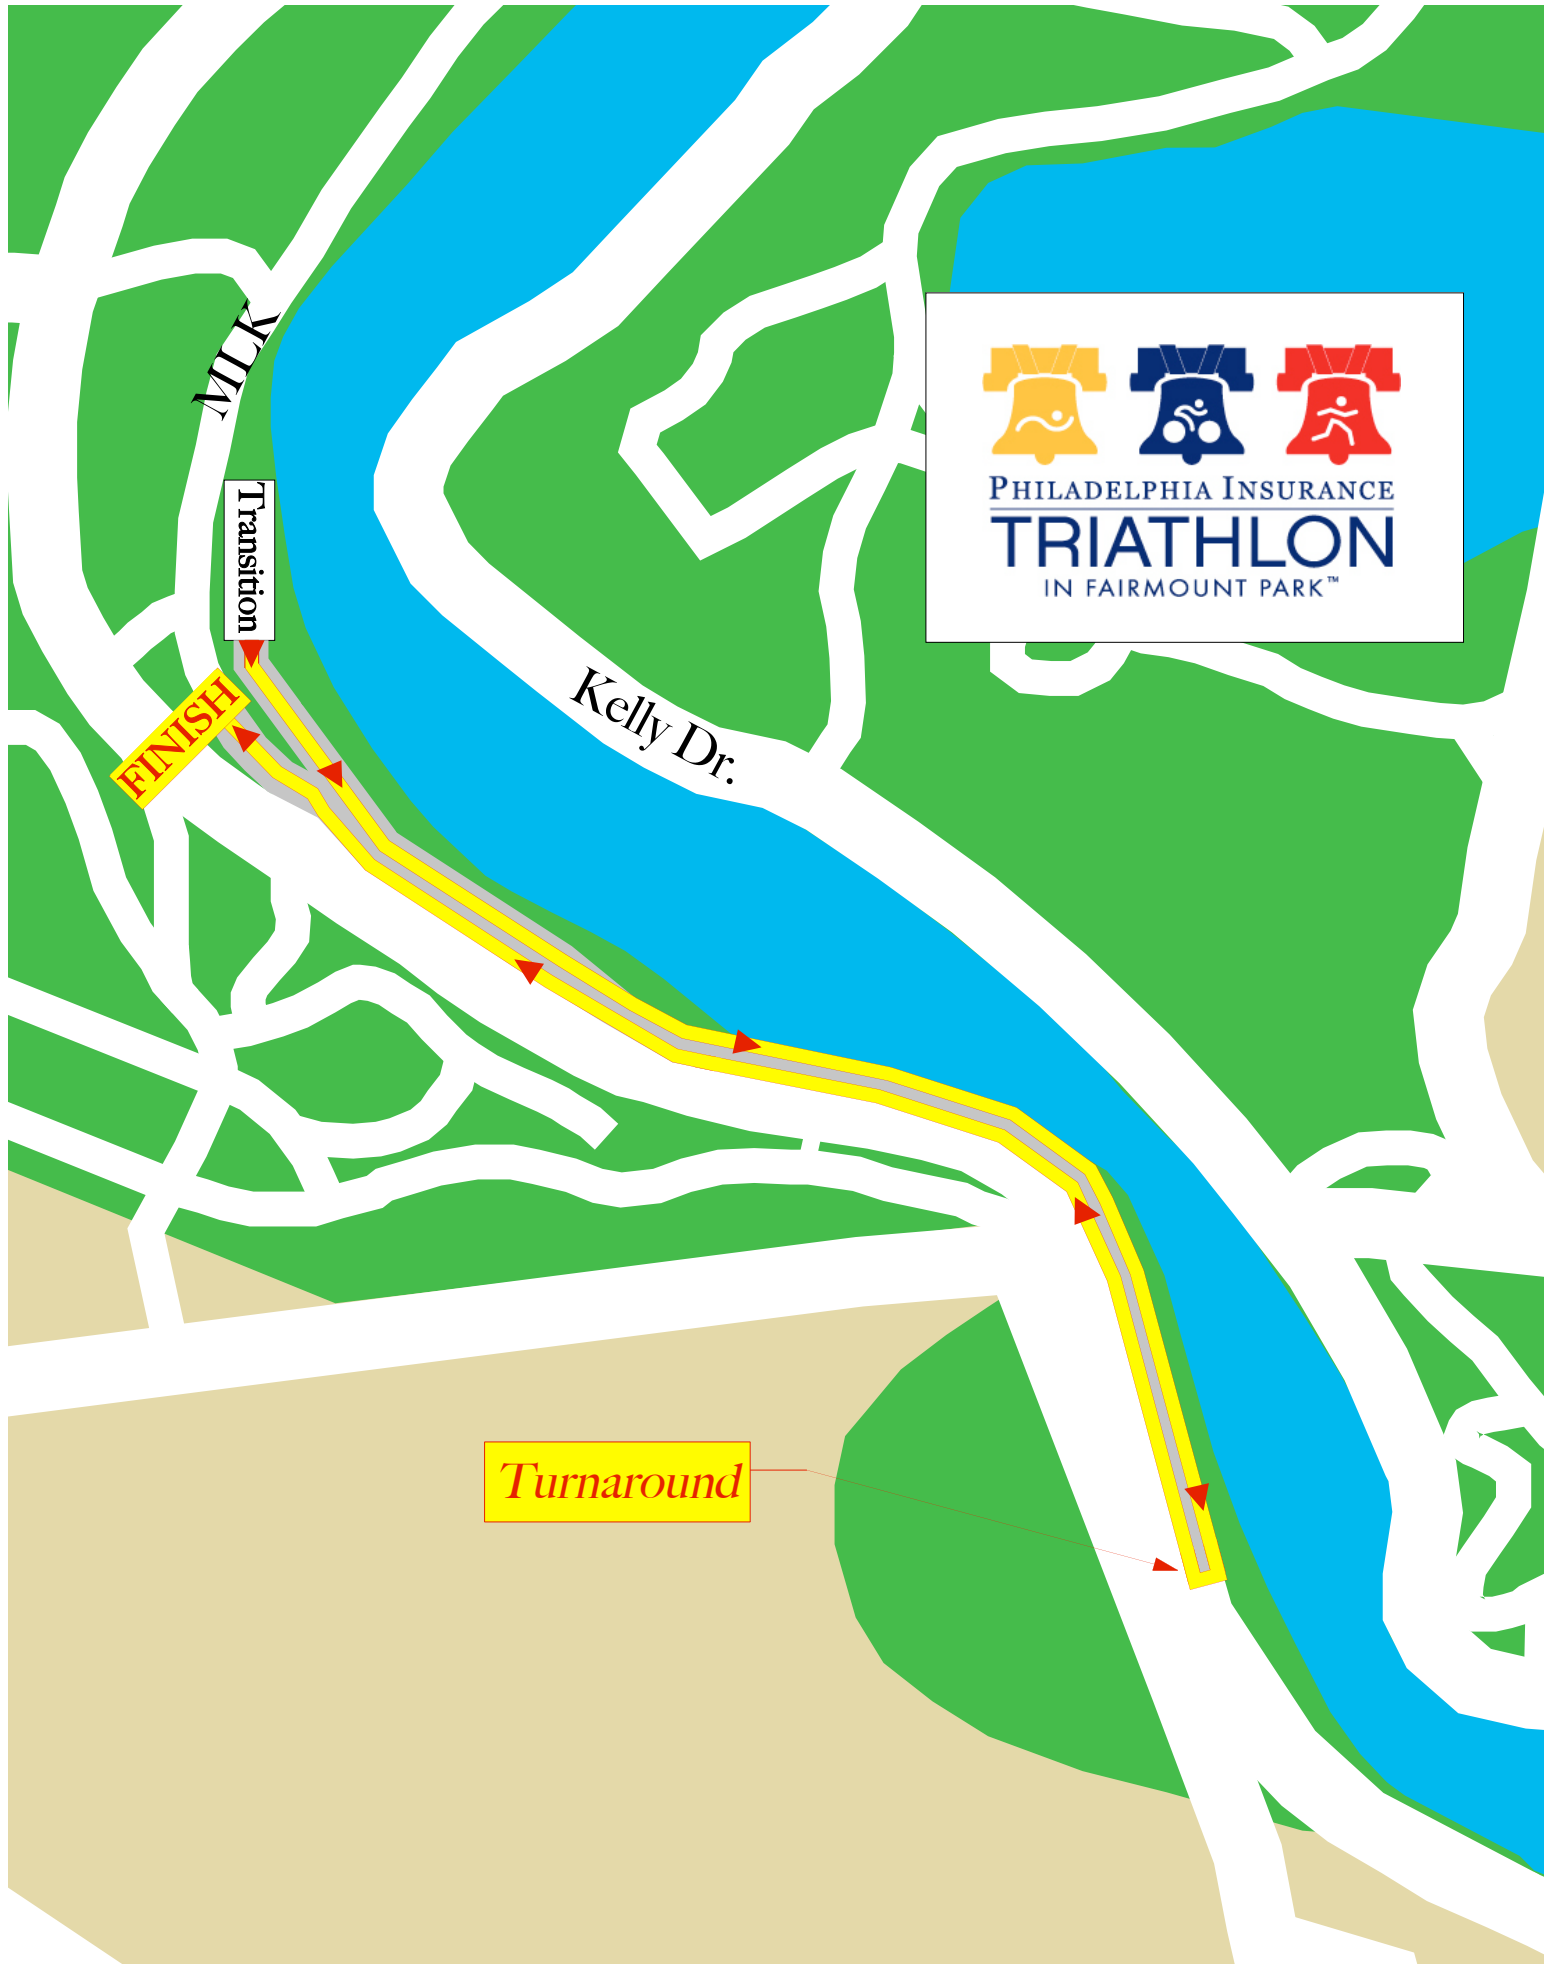 MLK
PHILADELPHIA INSURANCE
TRIATHLON
IN FAIRMOUNT PARK™
Transition
FINISH
Kelly Dr.
Turnaround